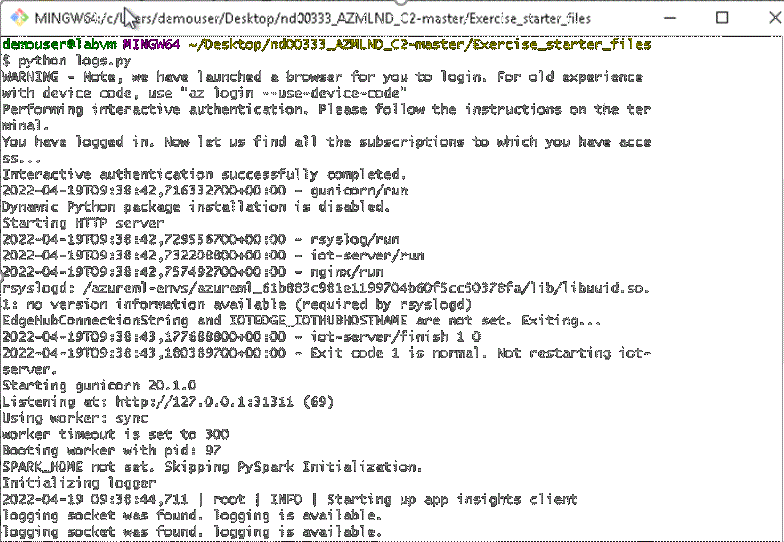 MINGW64:/c/Users/demouser/Desktop/nd00333_AZMLND_C2-master/Exercise_starter_files
demouser@labvm MINGW64 ~/Desktop/nd00333_AZMLND_C2-master/Exercise_starter_files
$ python logs.py
WARNING - Note, we have launched a browser for you to login. For old experience
with device code, use "az login --use-device-code"
Performing interactive authentication. Please follow the instructions on the ter
minal.
You have logged in. Now let us find all the subscriptions to which you have acce
ss...
Interactive authentication successfully completed.
2022-04-19T09:38:42,716332700+00:00 - gunicorn/run
Dynamic Python package installation is disabled.
Starting HTTP server
2022-04-19T09:38:42,729556700+00:00 - rsyslog/run
2022-04-19T09:38:42,732208800+00:00 - iot-server/run
2022-04-19T09:38:42,757492700+00:00 - nginx/run
rsyslogd: /azureml-envs/azureml_61b883c981e1199704b60f5cc50378fa/lib/libuuid.so.
1: no version information available (required by rsyslogd)
EdgeHubConnectionString and IOTEDGE_IOTHUBHOSTNAME are not set. Exiting...
2022-04-19T09:38:43,177688800+00:00 - iot-server/finish 1 0
2022-04-19T09:38:43,180389700+00:00 - Exit code 1 is normal. Not restarting iot-
server.
Starting gunicorn 20.1.0
Listening at: http://127.0.0.1:31311 (69)
Using worker: sync
worker timeout is set to 300
Booting worker with pid: 97
SPARK_HOME not set. Skipping PySpark Initialization.
Initializing logger
2022-04-19 09:38:44,711 | root | INFO | Starting up app insights client
logging socket was found. logging is available.
logging socket was found. logging is available.